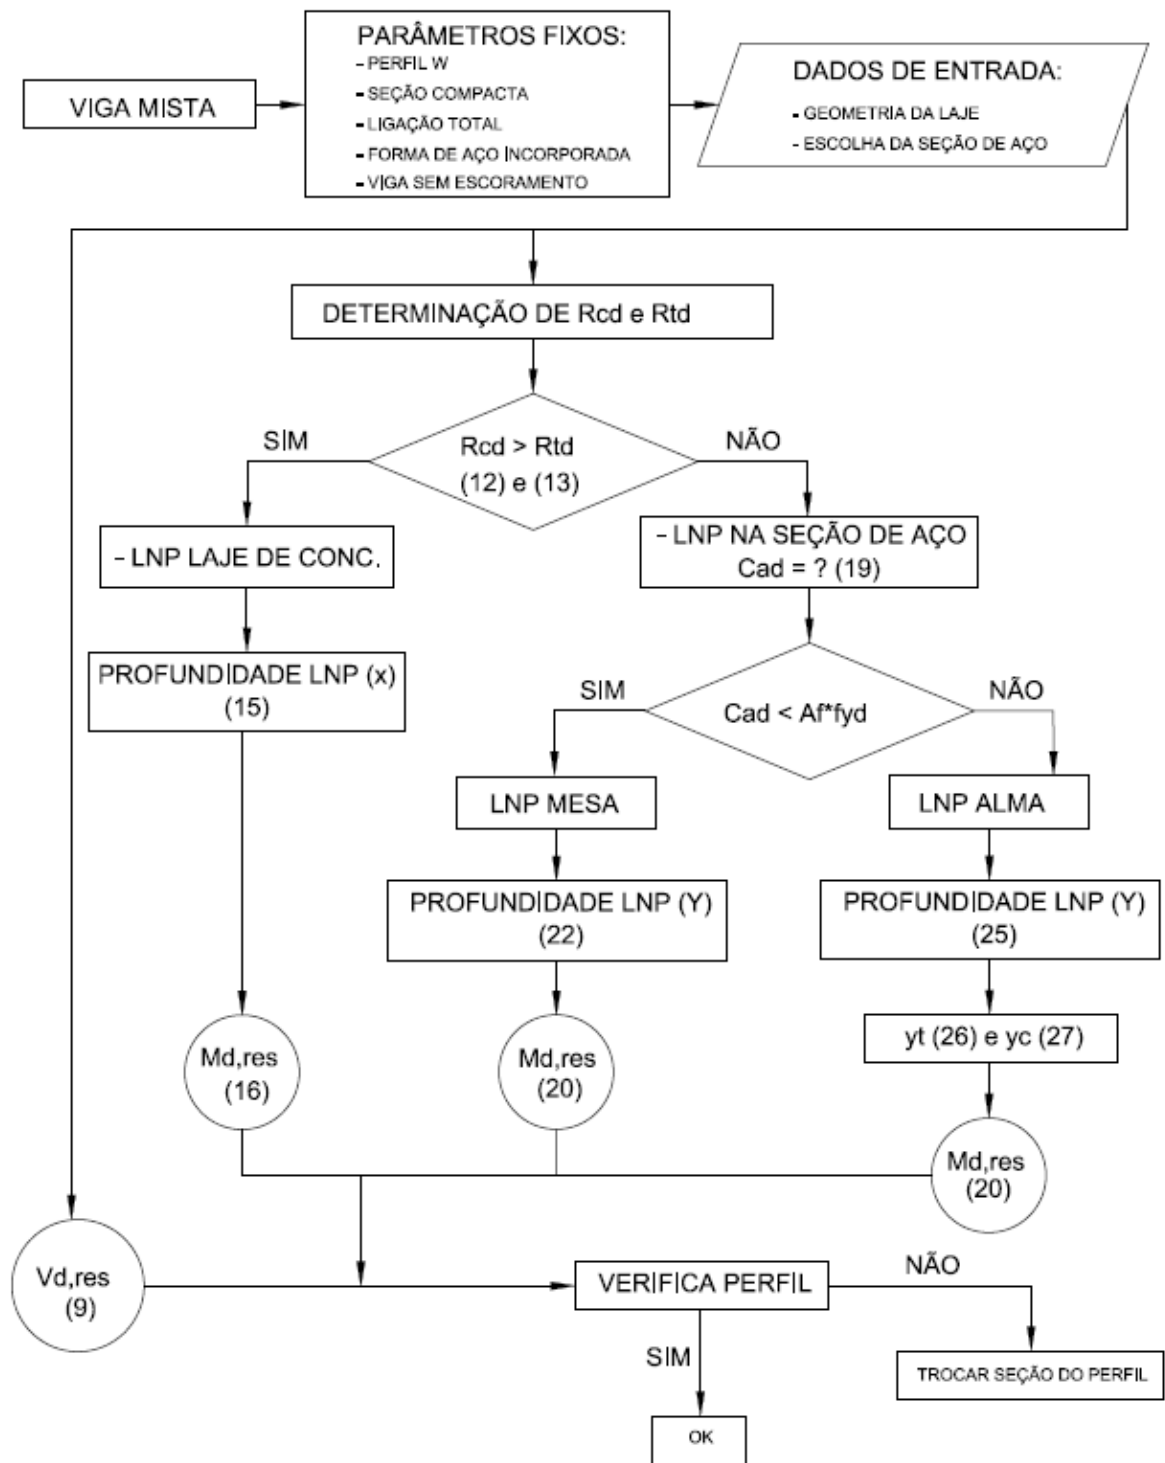 VIGA MISTA
PARÂMETROS FIXOS:
- PERFIL W
- SEÇÃO COMPACTA
- LIGAÇÃO TOTAL
- FORMA DE AÇO INCORPORADA
- VIGA SEM ESCORAMENTO
DADOS DE ENTRADA:
- GEOMETRIA DA LAJE
- ESCOLHA DA SEÇÃO DE AÇO
DETERMINAÇÃO DE Rcd e Rtd
SIM
Rcd > Rtd
(12) e (13)
NÃO
- LNP LAJE DE CONC.
- LNP NA SEÇÃO DE AÇO
Cad = ? (19)
PROFUNDIDADE LNP (x)
(15)
SIM
Cad < Af*fyd
NÃO
LNP MESA
LNP ALMA
PROFUNDIDADE LNP (Y)
(22)
PROFUNDIDADE LNP (Y)
(25)
yt (26) e yc (27)
Md,res
(16)
Md,res
(20)
Md,res
(20)
Vd,res
(9)
VERIFICA PERFIL
NÃO
SIM
TROCAR SEÇÃO DO PERFIL
OK